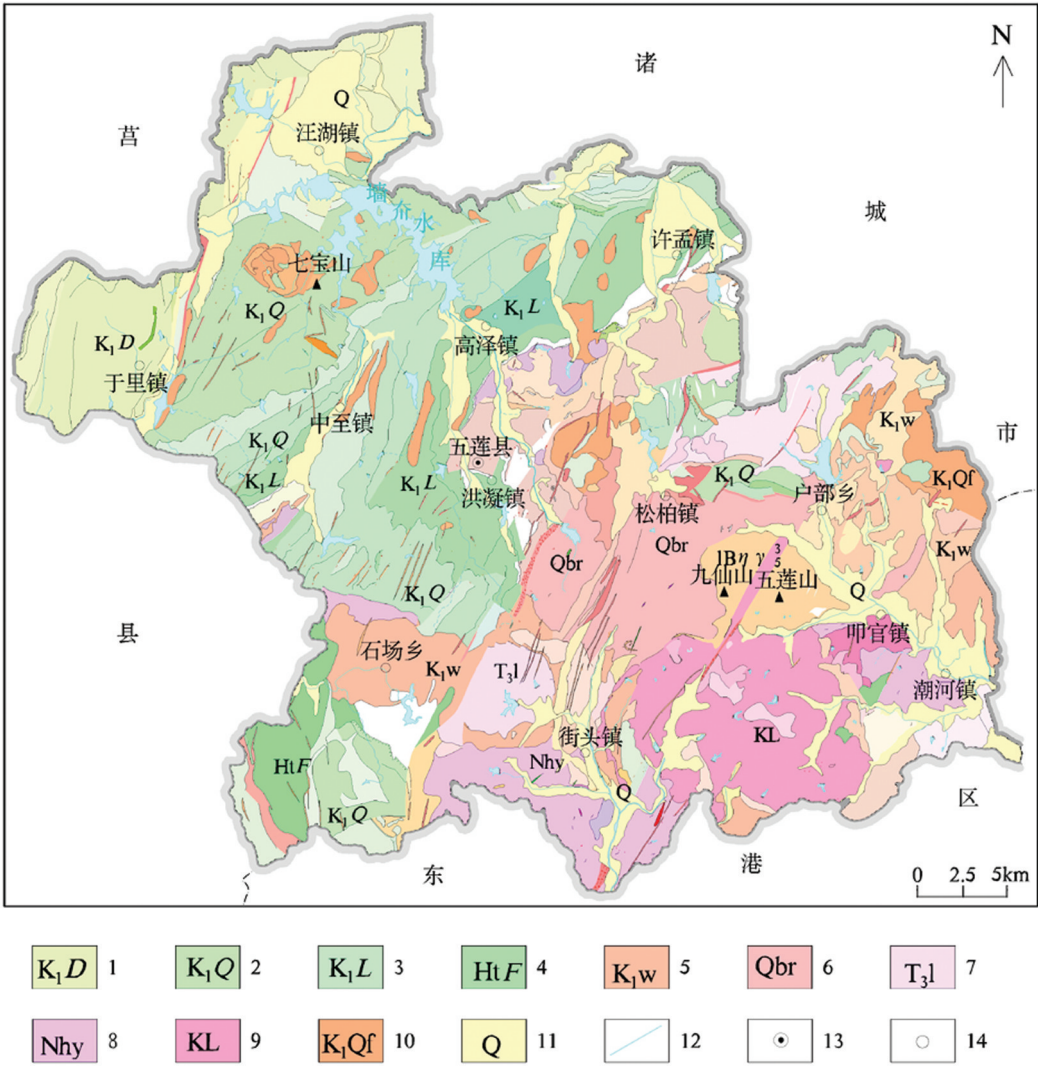 N
诸
莒
Q
汪湖镇
城
墙夼水库
许孟镇
七宝山
K₁L
K₁Q
高泽镇
K₁D
于里镇
中至镇
K₁w
市
五莲县
K₁Q
K₁L
K₁L
洪凝镇
K₁Q
户部乡
K₁Qf
松柏镇
Qbr
K₁w
Qbr
lBηγ
3
5
九仙山
五莲山
Q
K₁Q
县
叩官镇
石场乡
K₁w
T₃l
潮河镇
街头镇
KL
Nhy
HtF
Q
区
K₁Q
东
港
0 2.5 5km
K₁D 1
K₁Q 2
K₁L 3
HtF 4
K₁w 5
Qbr 6
T₃l 7
Nhy 8
KL 9
K₁Qf 10
Q 11
12
13
14